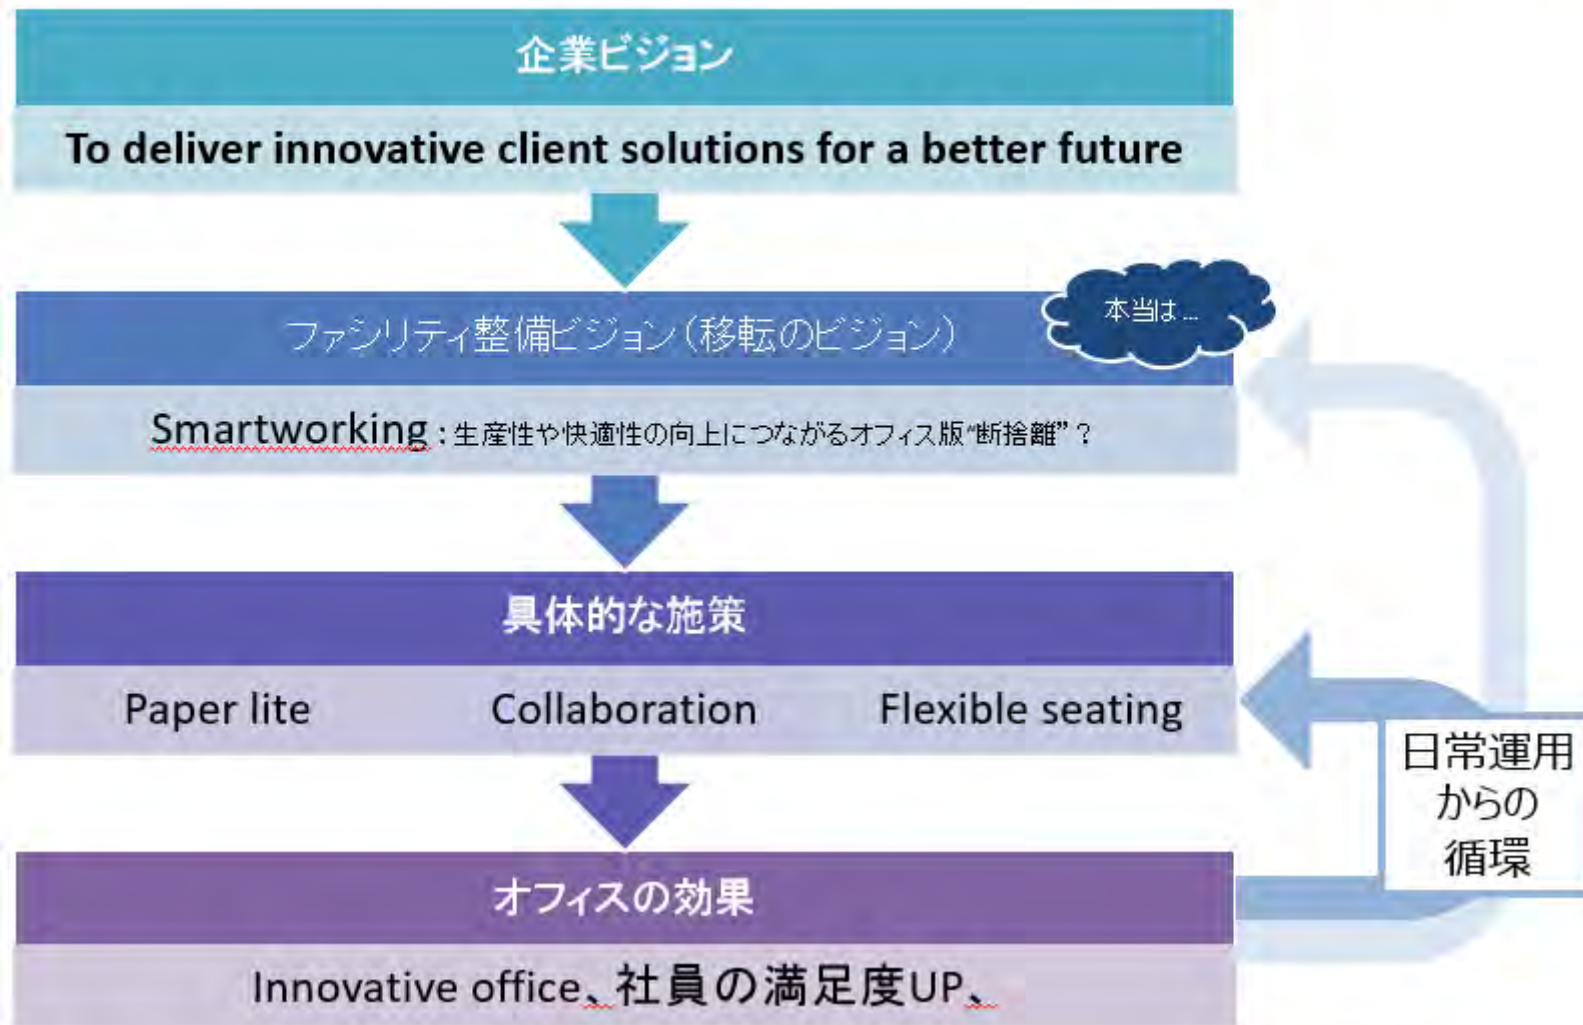 企業ビジョン
To deliver innovative client solutions for a better future
本当は...
ファシリティ整備ビジョン（移転のビジョン）
Smartworking：生産性や快適性の向上につながるオフィス版“断捨離”？
具体的な施策
Paper lite Collaboration Flexible seating
日常運用
からの
循環
オフィスの効果
Innovative office、社員の満足度UP、